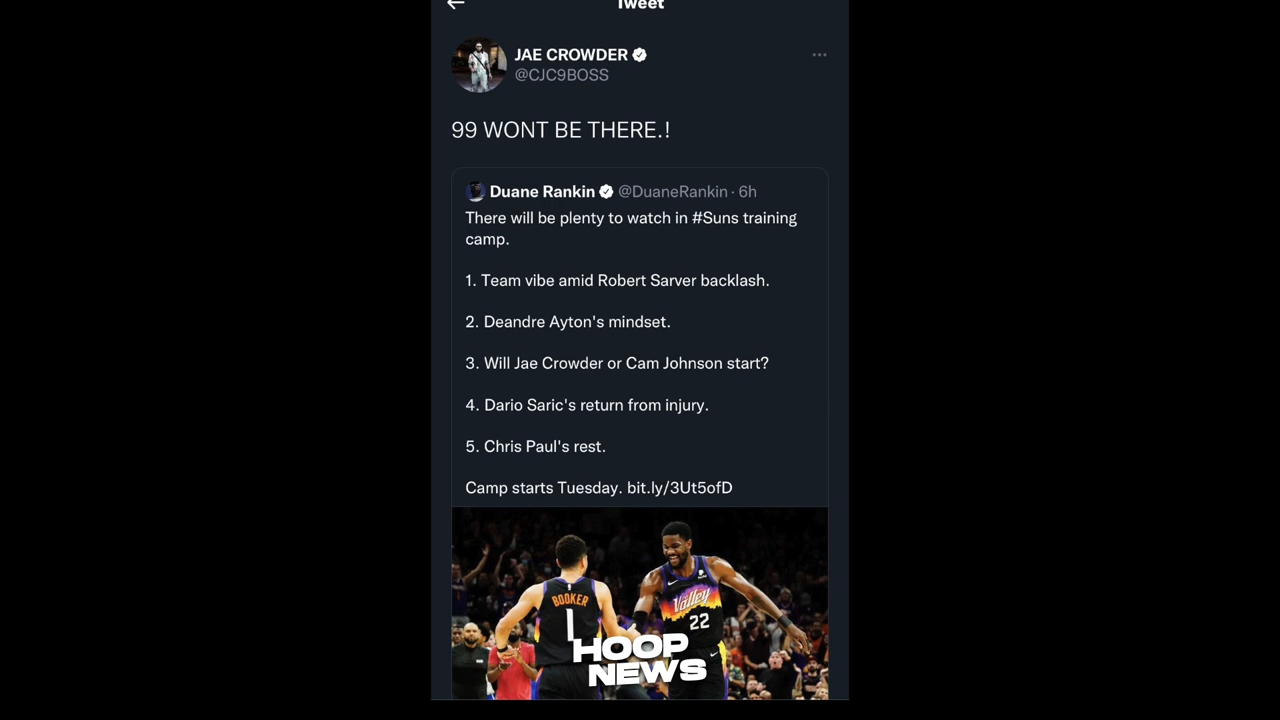 Tweet
JAE CROWDER
@CJC9BOSS
99 WONT BE THERE.!
Duane Rankin @DuaneRankin · 6h
There will be plenty to watch in #Suns training
camp.
1. Team vibe amid Robert Sarver backlash.
2. Deandre Ayton's mindset.
3. Will Jae Crowder or Cam Johnson start?
4. Dario Saric's return from injury.
5. Chris Paul's rest.
Camp starts Tuesday. bit.ly/3Ut5ofD
BOOKER
1
Valley
22
HOOP
NEWS